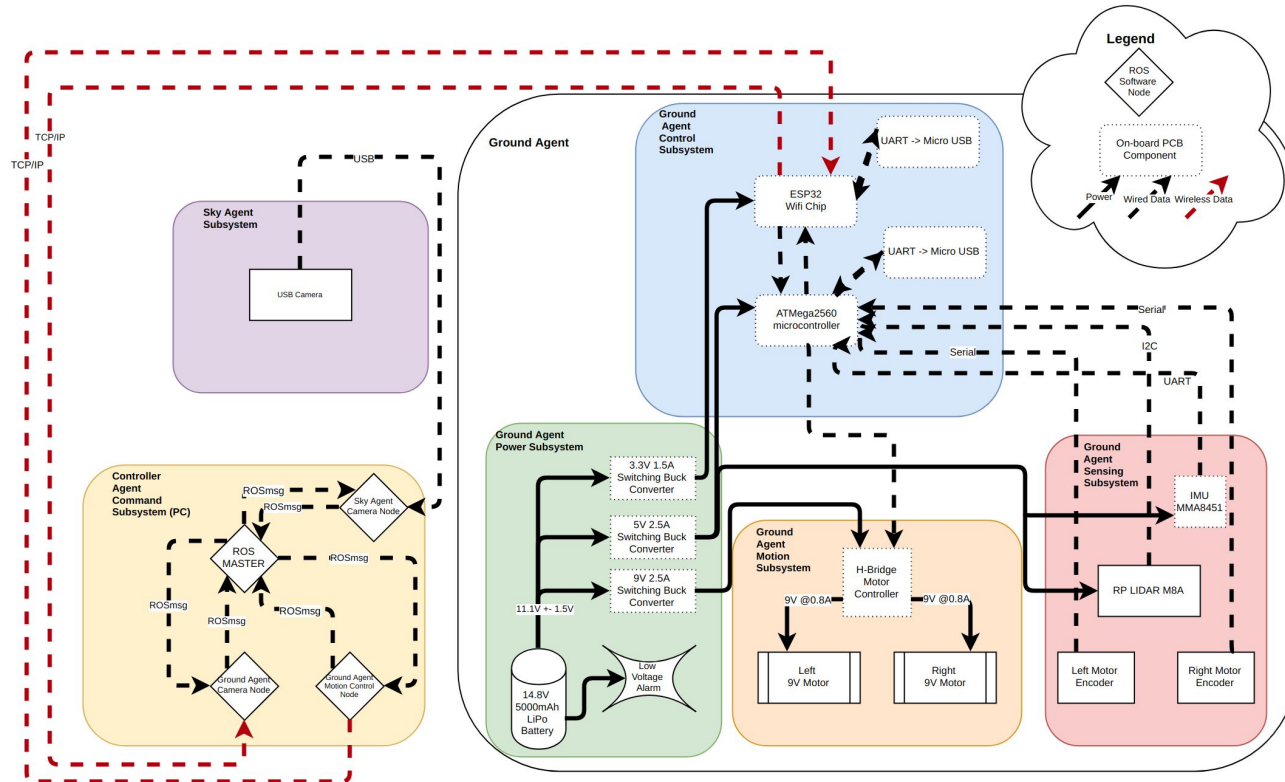 Legend
ROS
Software
Node
On-board PCB
Component
Power
Wired Data
Wireless Data
TCP/IP
TCP/IP
USB
Sky Agent
Subsystem
USB Camera
Ground Agent
Ground
Agent
Control
Subsystem
UART -> Micro USB
ESP32
Wifi Chip
UART -> Micro USB
ATMega2560
microcontroller
Serial
I2C
Serial
UART
Controller
Agent
Command
Subsystem (PC)
ROSmsg
Sky Agent
Camera Node
ROSmsg
ROS
MASTER
ROSmsg
ROSmsg
ROSmsg
ROSmsg
Ground Agent
Camera Node
Ground Agent
Motion Control
Node
Ground Agent
Power Subsystem
3.3V 1.5A
Switching Buck
Converter
5V 2.5A
Switching Buck
Converter
9V 2.5A
Switching Buck
Converter
11.1V +- 1.5V
14.8V
5000mAh
LiPo
Battery
Low
Voltage
Alarm
Ground
Agent
Motion
Subsystem
H-Bridge
Motor
Controller
9V @0.8A
9V @0.8A
Left
9V Motor
Right
9V Motor
Ground
Agent
Sensing
Subsystem
IMU
MMA8451
RP LIDAR M8A
Left Motor
Encoder
Right Motor
Encoder